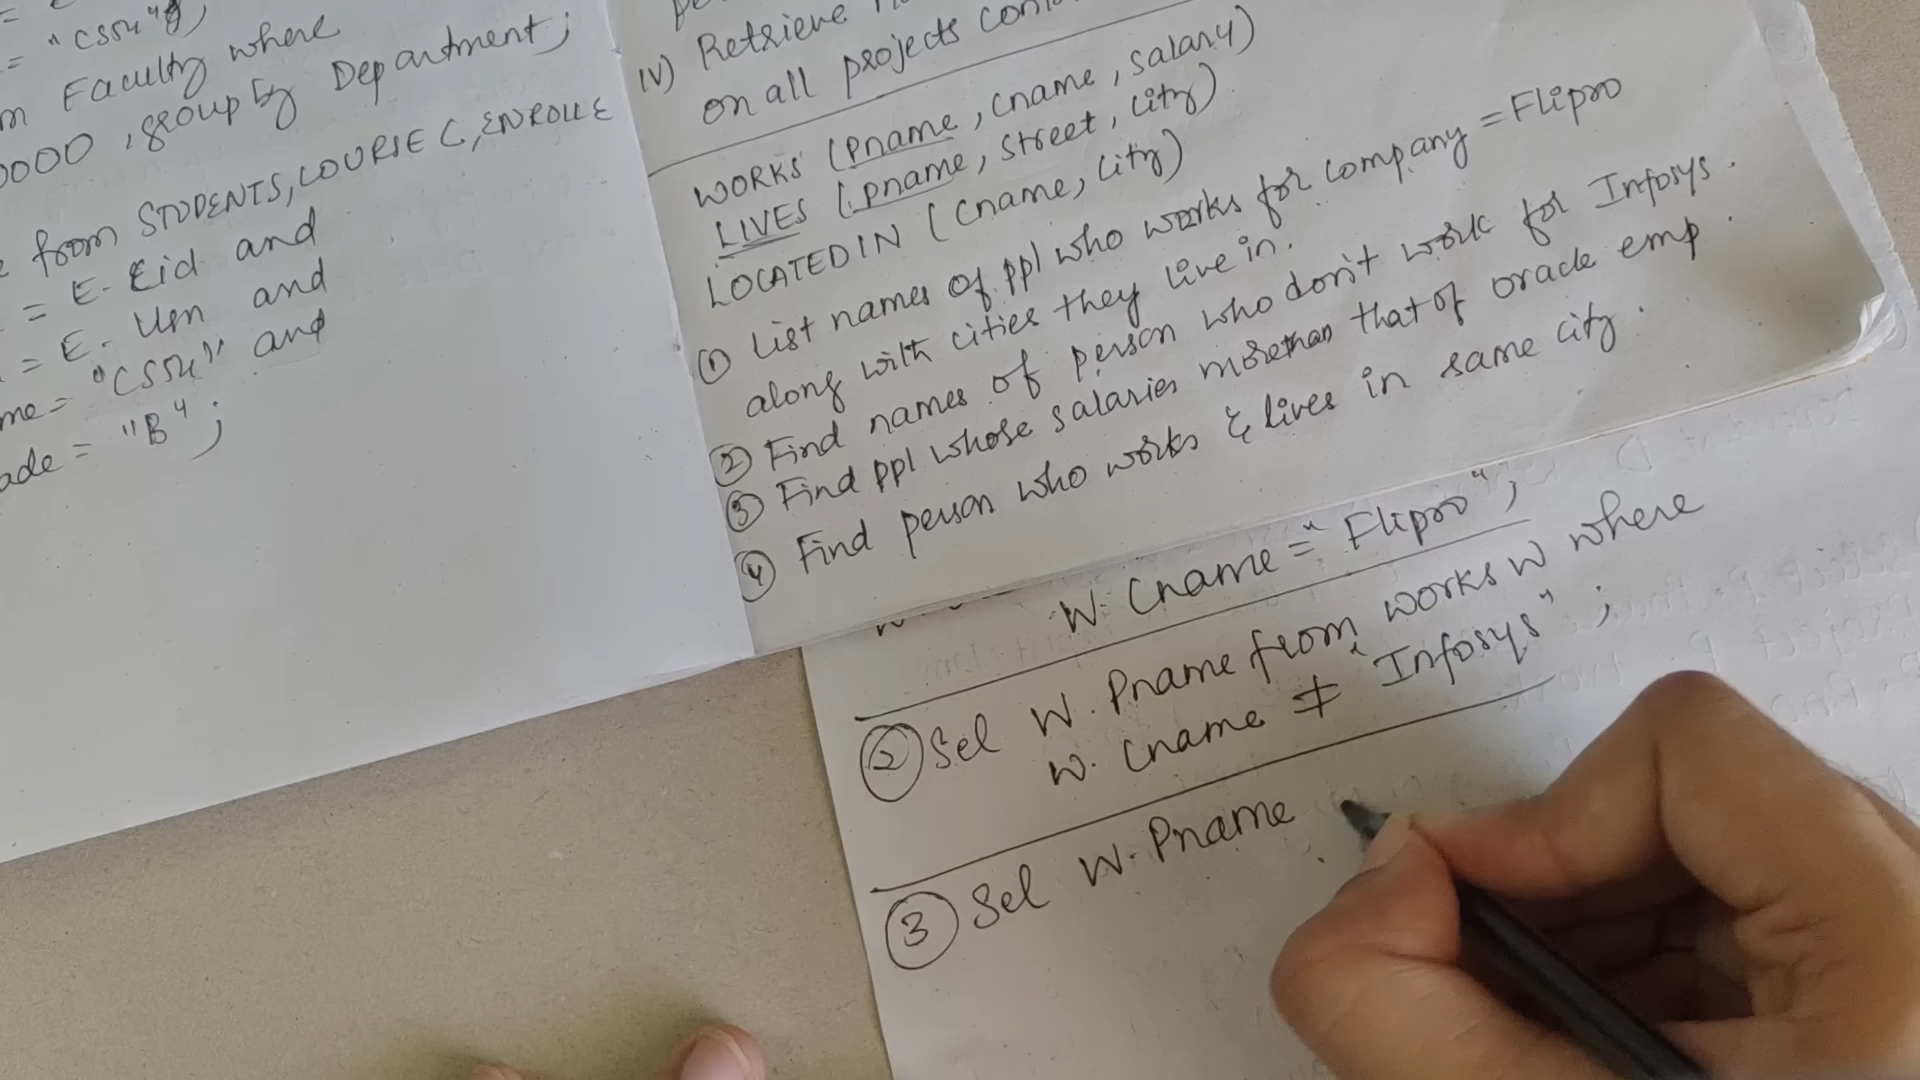 = "CS54"
Faculty where
0000, group by Department;
from STUDENTS, COURSE C, ENROLLE
= E. Eid and
= E. Usn and
= "CS54" and
= "B";
IV) Retrieve
on all projects
WORKS (Pname, Cname, salary)
LIVES (Pname, street, city)
LOCATEDIN (Cname, city)
① List names of ppl who works for company = Flipro
along with cities they live in.
② Find names of person who don't work for Infosys.
③ Find ppl whose salaries more than that of oracle emp.
④ Find person who works & lives in same city.
W. Cname = "Flipro";
② Sel W. Pname from works W where
W. Cname ≠ "Infosys";
③ Sel W. Pname